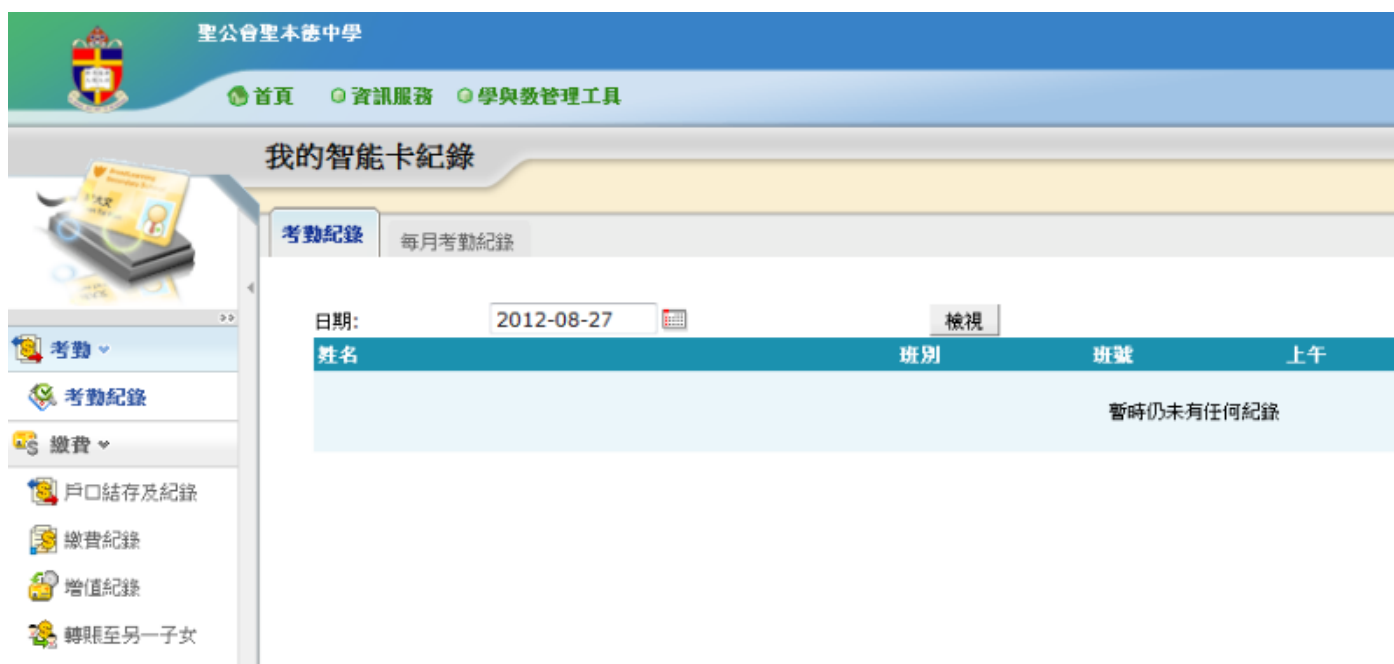 聖公會聖本德中學
首頁 資訊服務 學與教管理工具
我的智能卡紀錄
考勤紀錄 每月考勤紀錄
日期: 2012-08-27 檢視
姓名 班別 班號 上午
暫時仍未有任何紀錄
考勤
考勤紀錄
繳費
戶口結存及紀錄
繳費紀錄
增值紀錄
轉賬至另一子女